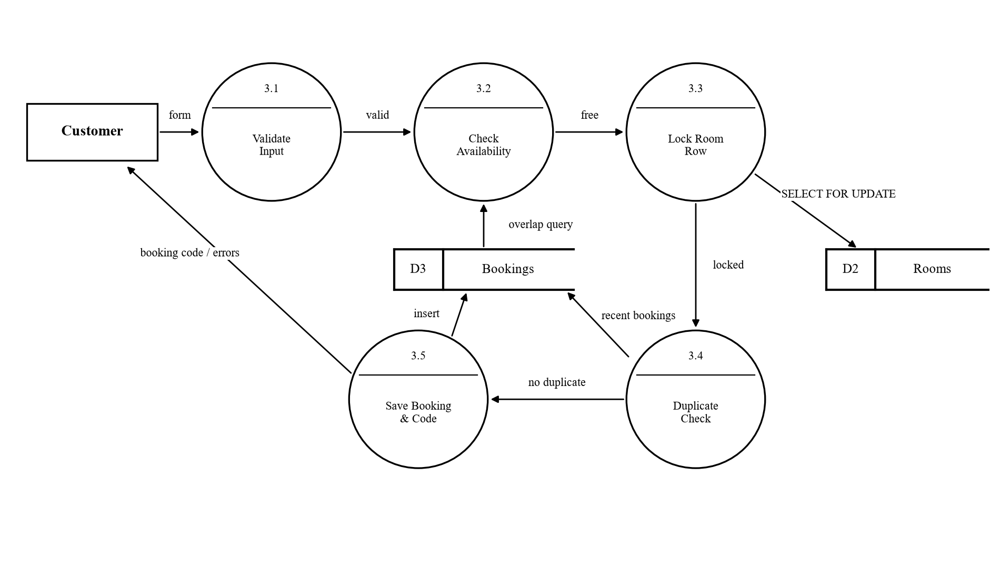 3.1
3.2
3.3
Customer
form
valid
free
Validate
Input
Check
Availability
Lock Room
Row
SELECT FOR UPDATE
overlap query
booking code / errors
locked
D3
Bookings
D2
Rooms
insert
recent bookings
3.5
3.4
no duplicate
Save Booking
& Code
Duplicate
Check